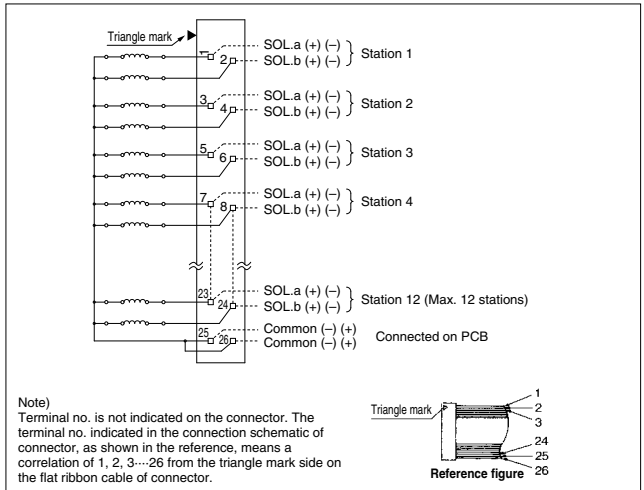 Triangle mark
1 SOL.a (+) (–)
2 SOL.b (+) (–)
Station 1
3 SOL.a (+) (–)
4 SOL.b (+) (–)
Station 2
5 SOL.a (+) (–)
6 SOL.b (+) (–)
Station 3
7 SOL.a (+) (–)
8 SOL.b (+) (–)
Station 4
23 SOL.a (+) (–)
24 SOL.b (+) (–)
Station 12 (Max. 12 stations)
25 Common (–) (+)
26 Common (–) (+)
Connected on PCB
Note)
Terminal no. is not indicated on the connector. The
terminal no. indicated in the connection schematic of
connector, as shown in the reference, means a
correlation of 1, 2, 3····26 from the triangle mark side on
the flat ribbon cable of connector.
Triangle mark
1
2
3
24
25
26
Reference figure